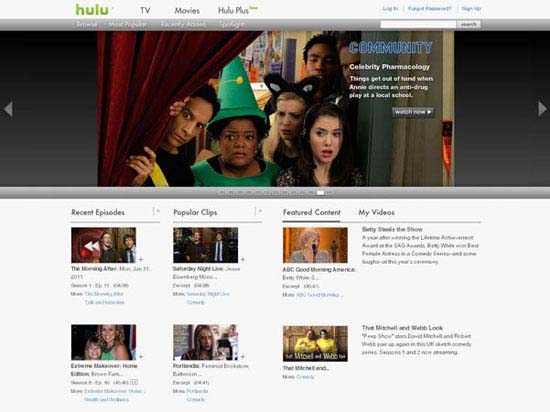 hulu
TV
Movies
Hulu Plus
Log In | Forgot Password? | Sign Up
Browse
Most Popular
Recently Added
Spotlight
search
COMMUNITY
Celebrity Pharmacology
Things get out of hand when
Annie directs an anti-drug
play at a local school.
watch now
Recent Episodes
Popular Clips
Featured Content
My Videos
The Morning After: Mon, Jan 31,
2011
Season 1 : Ep. 11 (04:58)
More: The Morning After
Talk and Interview
Saturday Night Live: Jesse
Eisenberg Mono...
Excerpt (04:38)
More: Saturday Night Live
Comedy
ABC Good Morning America:
Betty White S...
Excerpt
More: ABC Good Morning...
Betty Steals the Show
A year after winning the Lifetime Achievement
Award at the SAG Awards, Betty White won Best
Female Actress in a Comedy Series--and some
laughs--at this year's ceremony.
Extreme Makeover: Home
Edition: Brown Fam...
Season 8 : Ep. 16
More: Extreme Makeover: Home...
Health and Wellness
Portlandia: Feminist Bookstore:
Bathroom...
Excerpt (04:41)
More: Portlandia
Comedy
That Mitchell and Webb Look
That Mitchell and...
More: Comedy
That Mitchell and Webb Look
"Peep Show" stars David Mitchell and Robert
Webb pair up again in this UK sketch comedy
series. Seasons 1 and 2 now streaming.